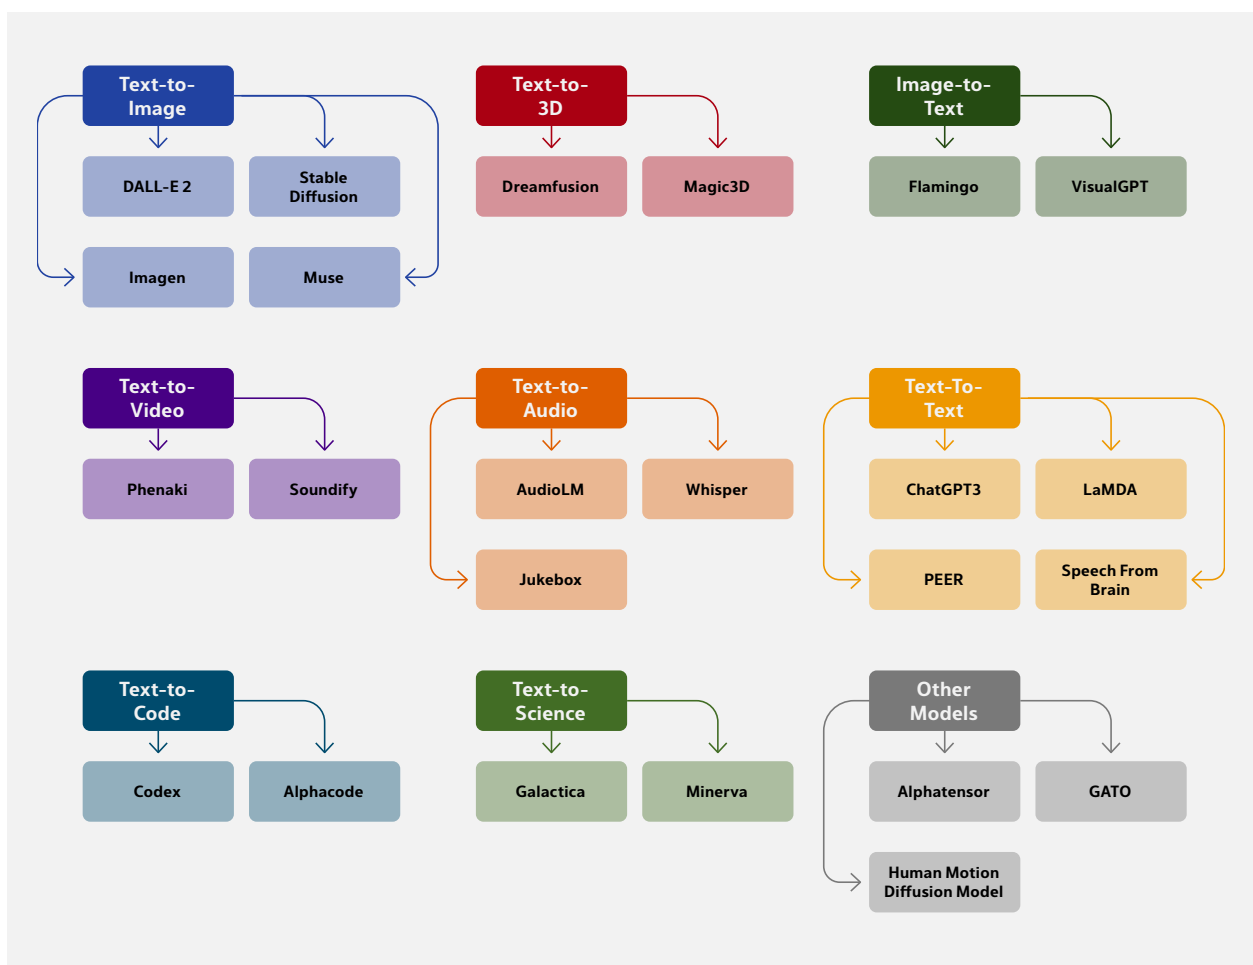 Text-to-
Image
DALL-E 2
Stable
Diffusion
Imagen
Muse
Text-to-
3D
Dreamfusion
Magic3D
Image-to-
Text
Flamingo
VisualGPT
Text-to-
Video
Phenaki
Soundify
Text-to-
Audio
AudioLM
Whisper
Jukebox
Text-To-
Text
ChatGPT3
LaMDA
PEER
Speech From
Brain
Text-to-
Code
Codex
Alphacode
Text-to-
Science
Galactica
Minerva
Other
Models
Alphatensor
GATO
Human Motion
Diffusion Model